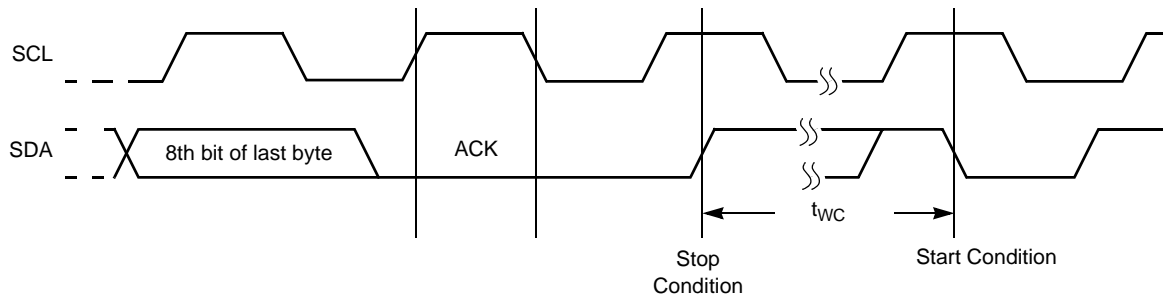 SCL
SDA
8th bit of last byte
ACK
tWC
Stop
Condition
Start Condition